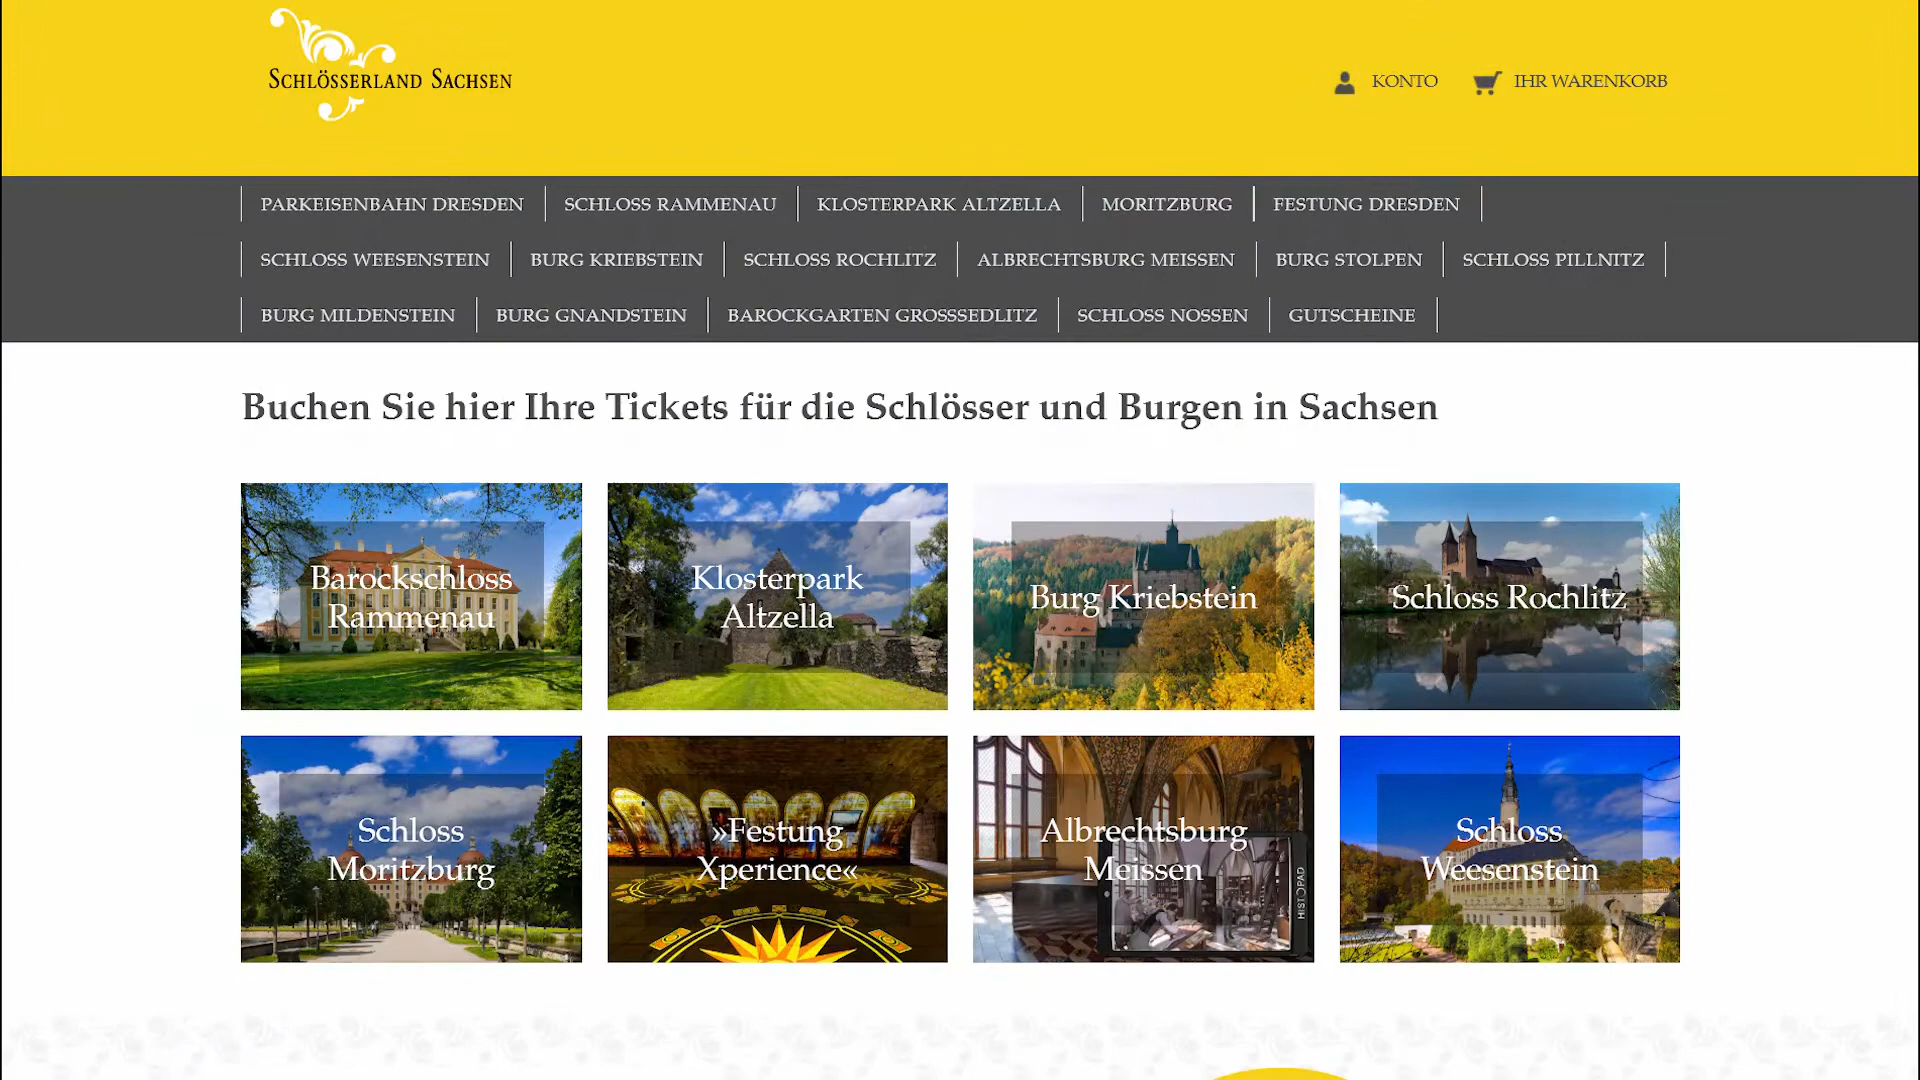 SCHLÖSSERLAND SACHSEN
KONTO
IHR WARENKORB
PARKEISENBAHN DRESDEN
SCHLOSS RAMMENAU
KLOSTERPARK ALTZELLA
MORITZBURG
FESTUNG DRESDEN
SCHLOSS WEESENSTEIN
BURG KRIEBSTEIN
SCHLOSS ROCHLITZ
ALBRECHTSBURG MEISSEN
BURG STOLPEN
SCHLOSS PILLNITZ
BURG MILDENSTEIN
BURG GNANDSTEIN
BAROCKGARTEN GROSSSEDLITZ
SCHLOSS NOSSEN
GUTSCHEINE
Buchen Sie hier Ihre Tickets für die Schlösser und Burgen in Sachsen
Barockschloss
Rammenau
Klosterpark
Altzella
Burg Kriebstein
Schloss Rochlitz
Schloss
Moritzburg
»Festung
Xperience«
Albrechtsburg
Meissen
HISTOPAD
Schloss
Weesenstein